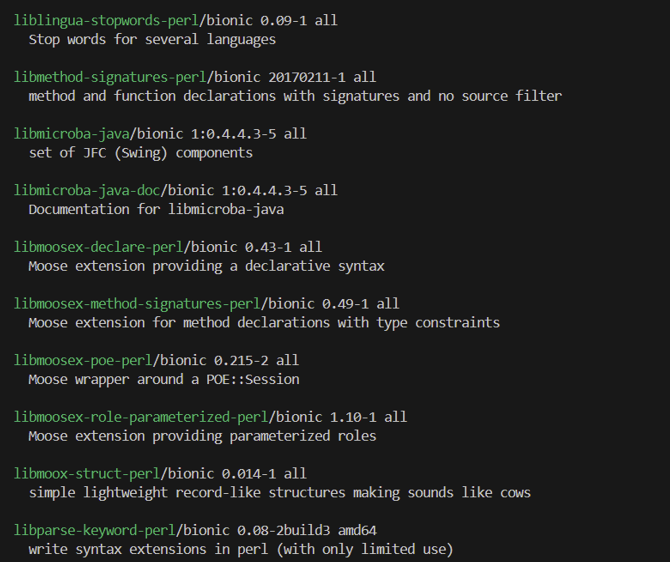 liblingua-stopwords-perl/bionic 0.09-1 all
Stop words for several languages
libmethod-signatures-perl/bionic 20170211-1 all
method and function declarations with signatures and no source filter
libmicroba-java/bionic 1:0.4.4.3-5 all
set of JFC (Swing) components
libmicroba-java-doc/bionic 1:0.4.4.3-5 all
Documentation for libmicroba-java
libmoosex-declare-perl/bionic 0.43-1 all
Moose extension providing a declarative syntax
libmoosex-method-signatures-perl/bionic 0.49-1 all
Moose extension for method declarations with type constraints
libmoosex-poe-perl/bionic 0.215-2 all
Moose wrapper around a POE::Session
libmoosex-role-parameterized-perl/bionic 1.10-1 all
Moose extension providing parameterized roles
libmoox-struct-perl/bionic 0.014-1 all
simple lightweight record-like structures making sounds like cows
libparse-keyword-perl/bionic 0.08-2build3 amd64
write syntax extensions in perl (with only limited use)